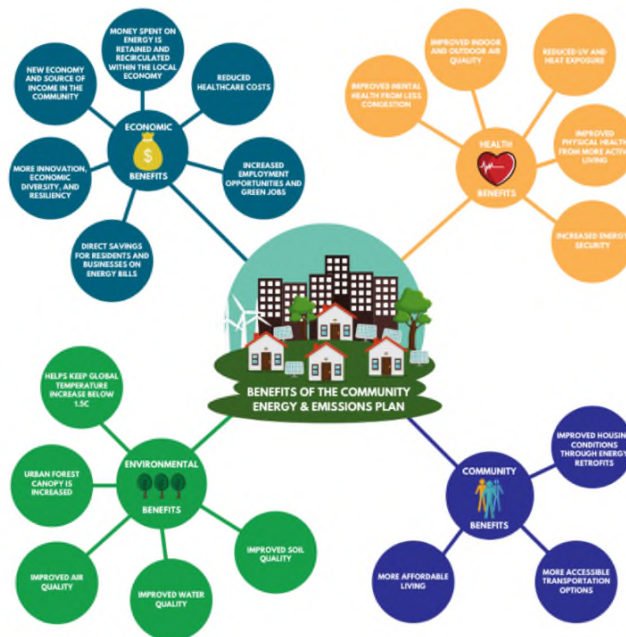 MONEY SPENT ON
ENERGY IS
RETAINED AND
RECIRCULATED
WITHIN THE LOCAL
ECONOMY
NEW ECONOMY
AND SOURCE OF
INCOME IN THE
COMMUNITY
REDUCED
HEALTHCARE COSTS
ECONOMIC
BENEFITS
MORE INNOVATION,
ECONOMIC
DIVERSITY, AND
RESILIENCY
INCREASED
EMPLOYMENT
OPPORTUNITIES AND
GREEN JOBS
DIRECT SAVINGS
FOR RESIDENTS AND
BUSINESSES ON
ENERGY BILLS
IMPROVED INDOOR
AND OUTDOOR AIR
QUALITY
REDUCED UV AND
HEAT EXPOSURE
IMPROVED MENTAL
HEALTH FROM LESS
CONGESTION
HEALTH
BENEFITS
IMPROVED
PHYSICAL HEALTH
FROM MORE ACTIVE
LIVING
INCREASED ENERGY
SECURITY
BENEFITS OF THE COMMUNITY
ENERGY & EMISSIONS PLAN
HELPS KEEP GLOBAL
TEMPERATURE
INCREASE BELOW
1.5C
ENVIRONMENTAL
BENEFITS
URBAN FOREST
CANOPY IS
INCREASED
IMPROVED AIR
QUALITY
IMPROVED WATER
QUALITY
IMPROVED SOIL
QUALITY
COMMUNITY
BENEFITS
IMPROVED HOUSING
CONDITIONS
THROUGH ENERGY
RETROFITS
MORE AFFORDABLE
LIVING
MORE ACCESSIBLE
TRANSPORTATION
OPTIONS